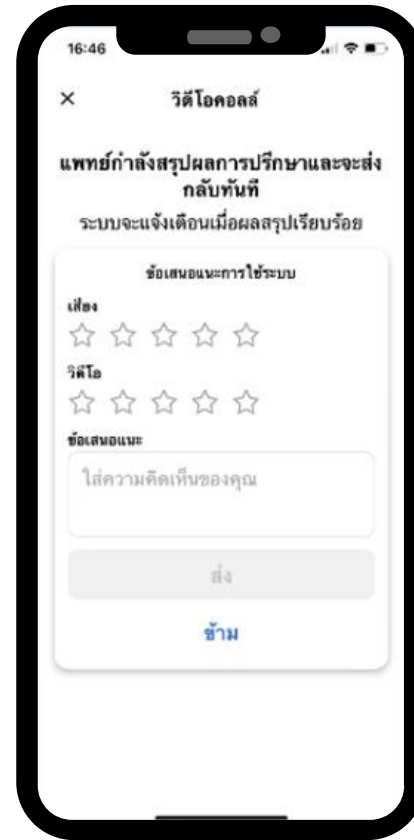 16:46
วิดีโอคอลล์
แพทย์กำลังสรุปผลการปรึกษาและจะส่ง
กลับทันที
ระบบจะแจ้งเตือนเมื่อผลสรุปเรียบร้อย
ข้อเสนอแนะการใช้ระบบ
เสียง
วิดีโอ
ข้อเสนอแนะ
ใส่ความคิดเห็นของคุณ
ส่ง
ข้าม